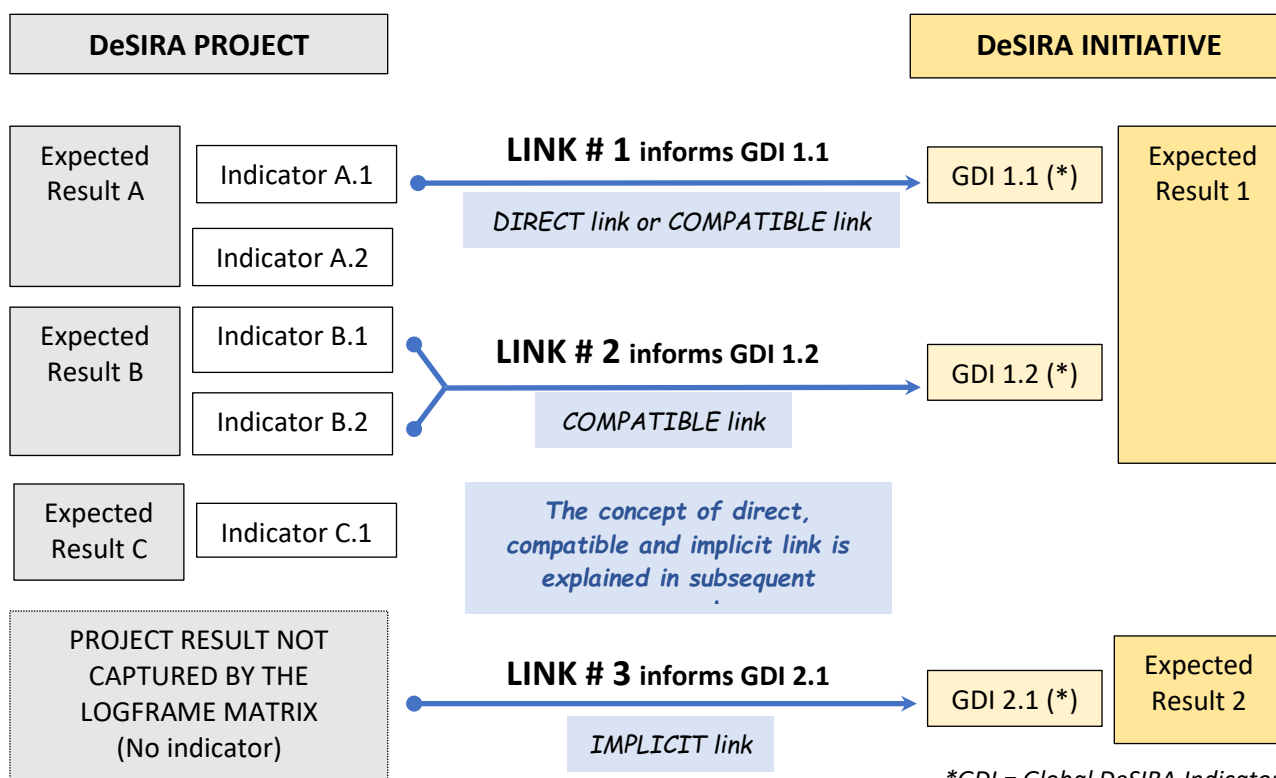 DeSIRA PROJECT
DeSIRA INITIATIVE
Expected
Result A
Indicator A.1
Indicator A.2
LINK # 1 informs GDI 1.1
DIRECT link or COMPATIBLE link
GDI 1.1 (*)
Expected
Result 1
Expected
Result B
Indicator B.1
Indicator B.2
LINK # 2 informs GDI 1.2
COMPATIBLE link
GDI 1.2 (*)
Expected
Result C
Indicator C.1
The concept of direct,
compatible and implicit link is
explained in subsequent
PROJECT RESULT NOT
CAPTURED BY THE
LOGFRAME MATRIX
(No indicator)
LINK # 3 informs GDI 2.1
IMPLICIT link
GDI 2.1 (*)
Expected
Result 2
*GDI = Global DeSIRA Indicator